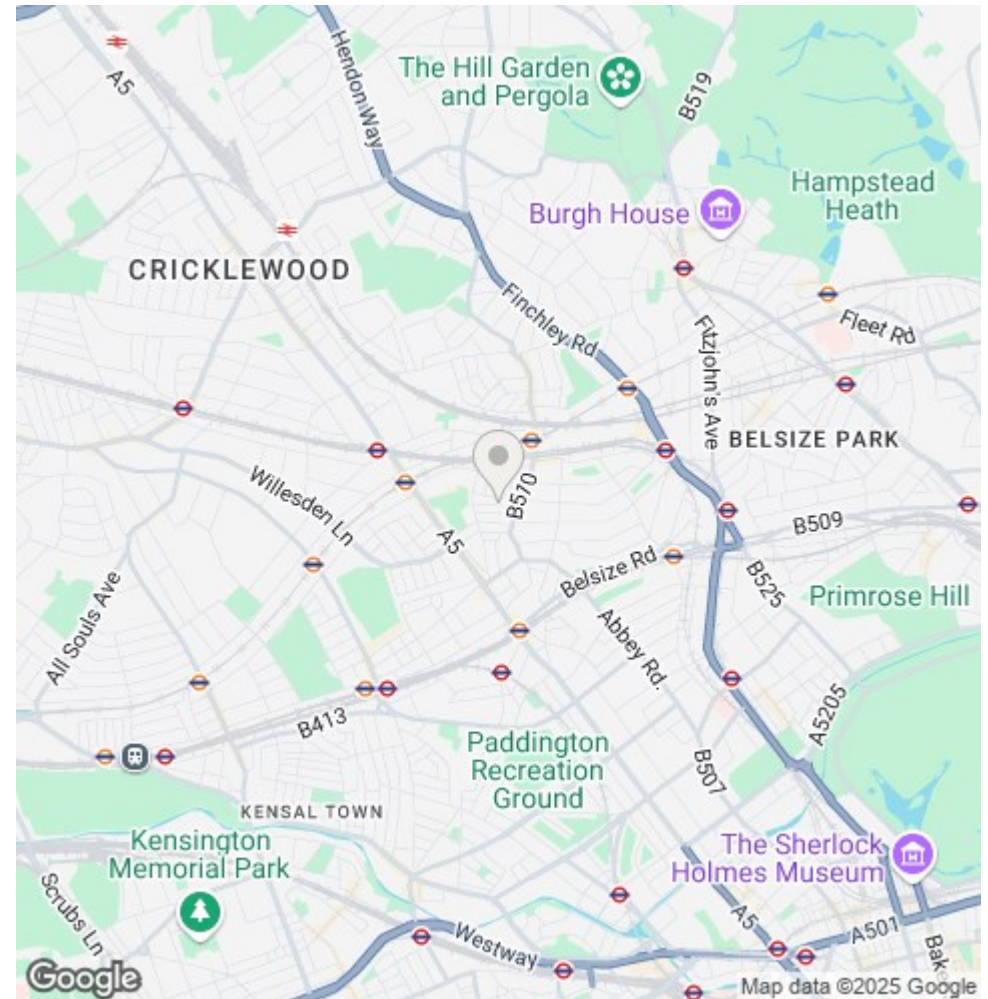 A5
Hendon Way
The Hill Garden
and Pergola
B519
Hampstead
Heath
Burgh House
CRICKLEWOOD
Finchley Rd
Fitzjohn's Ave
Fleet Rd
BELSIZE PARK
Willesden Ln
B510
A5
B509
Belsize Rd
B525
Primrose Hill
All Souls Ave
Abbey Rd.
A5205
B413
Paddington
Recreation
Ground
B507
KENSAL TOWN
Kensington
Memorial Park
The Sherlock
Holmes Museum
Scrubs Ln
Westway
A5
A501
Bak
Google
Map data ©2025 Google